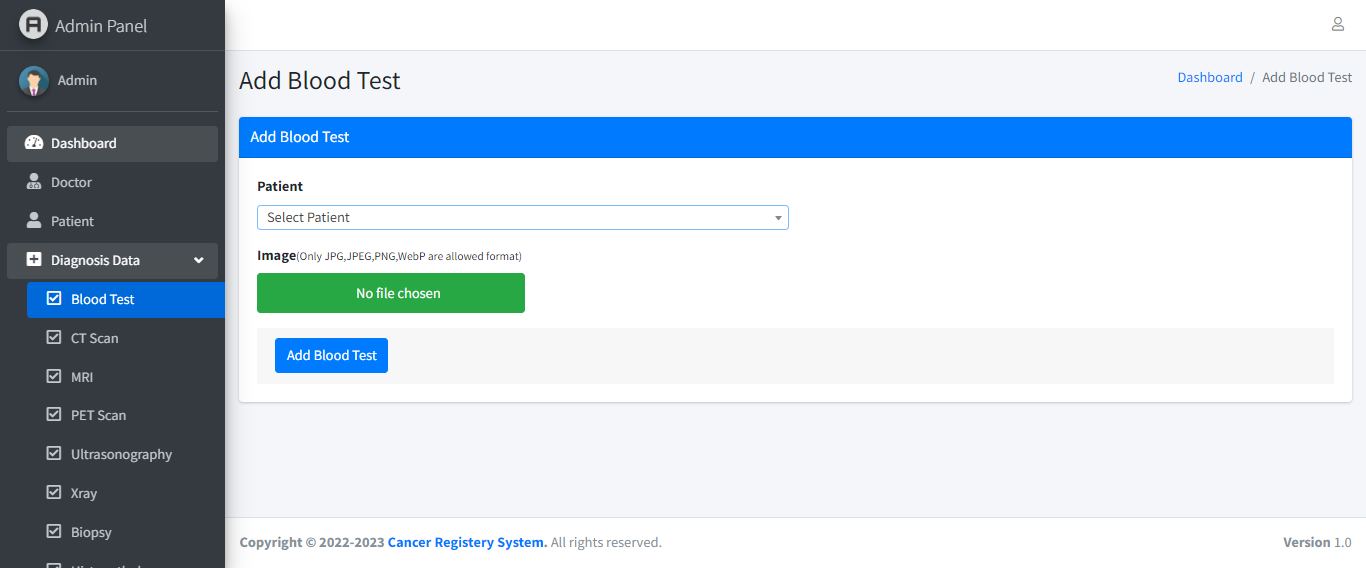 Admin Panel
Admin
Dashboard
Doctor
Patient
Diagnosis Data
Blood Test
CT Scan
MRI
PET Scan
Ultrasonography
Xray
Biopsy
Add Blood Test
Dashboard / Add Blood Test
Add Blood Test
Patient
Select Patient
Image(Only JPG,JPEG,PNG,WebP are allowed format)
No file chosen
Add Blood Test
Copyright © 2022-2023 Cancer Registery System. All rights reserved.
Version 1.0